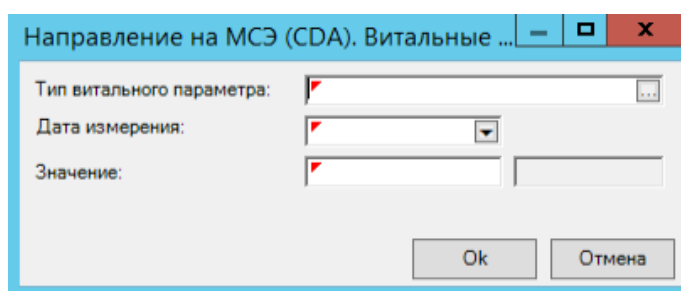 Направление на МСЭ (CDA). Витальные ...
Тип витального параметра:
...
Дата измерения:
Значение:
Ok Отмена